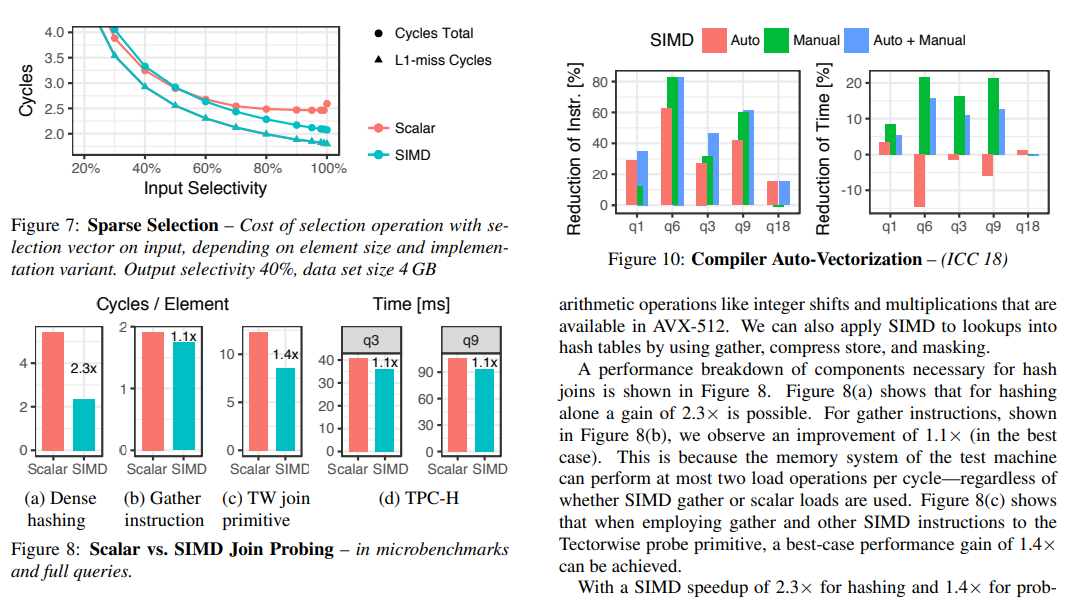 4.0
3.5
3.0
2.5
2.0
Cycles
20%
40%
60%
80%
100%
Input Selectivity
Cycles Total
L1-miss Cycles
Scalar
SIMD
Figure 7: Sparse Selection – Cost of selection operation with se-
lection vector on input, depending on element size and implemen-
tation variant. Output selectivity 40%, data set size 4 GB
Cycles / Element
Time [ms]
4
2
0
2.3x
Scalar SIMD
2
1
0
1.1x
Scalar SIMD
10
5
0
1.4x
Scalar SIMD
q3
40
30
20
10
0
1.1x
Scalar SIMD
q9
90
60
30
0
1.1x
Scalar SIMD
(a) Dense
hashing
(b) Gather
instruction
(c) TW join
primitive
(d) TPC-H
Figure 8: Scalar vs. SIMD Join Probing – in microbenchmarks
and full queries.
SIMD Auto Manual Auto + Manual
Reduction of Instr. [%]
80
60
40
20
0
q1 q6 q3 q9 q18
Reduction of Time [%]
20
10
0
-10
q1 q6 q3 q9 q18
Figure 10: Compiler Auto-Vectorization – (ICC 18)
arithmetic operations like integer shifts and multiplications that are
available in AVX-512. We can also apply SIMD to lookups into
hash tables by using gather, compress store, and masking.
A performance breakdown of components necessary for hash
joins is shown in Figure 8. Figure 8(a) shows that for hashing
alone a gain of 2.3× is possible. For gather instructions, shown
in Figure 8(b), we observe an improvement of 1.1× (in the best
case). This is because the memory system of the test machine
can perform at most two load operations per cycle—regardless of
whether SIMD gather or scalar loads are used. Figure 8(c) shows
that when employing gather and other SIMD instructions to the
Tectorwise probe primitive, a best-case performance gain of 1.4×
can be achieved.
With a SIMD speedup of 2.3× for hashing and 1.4× for prob-